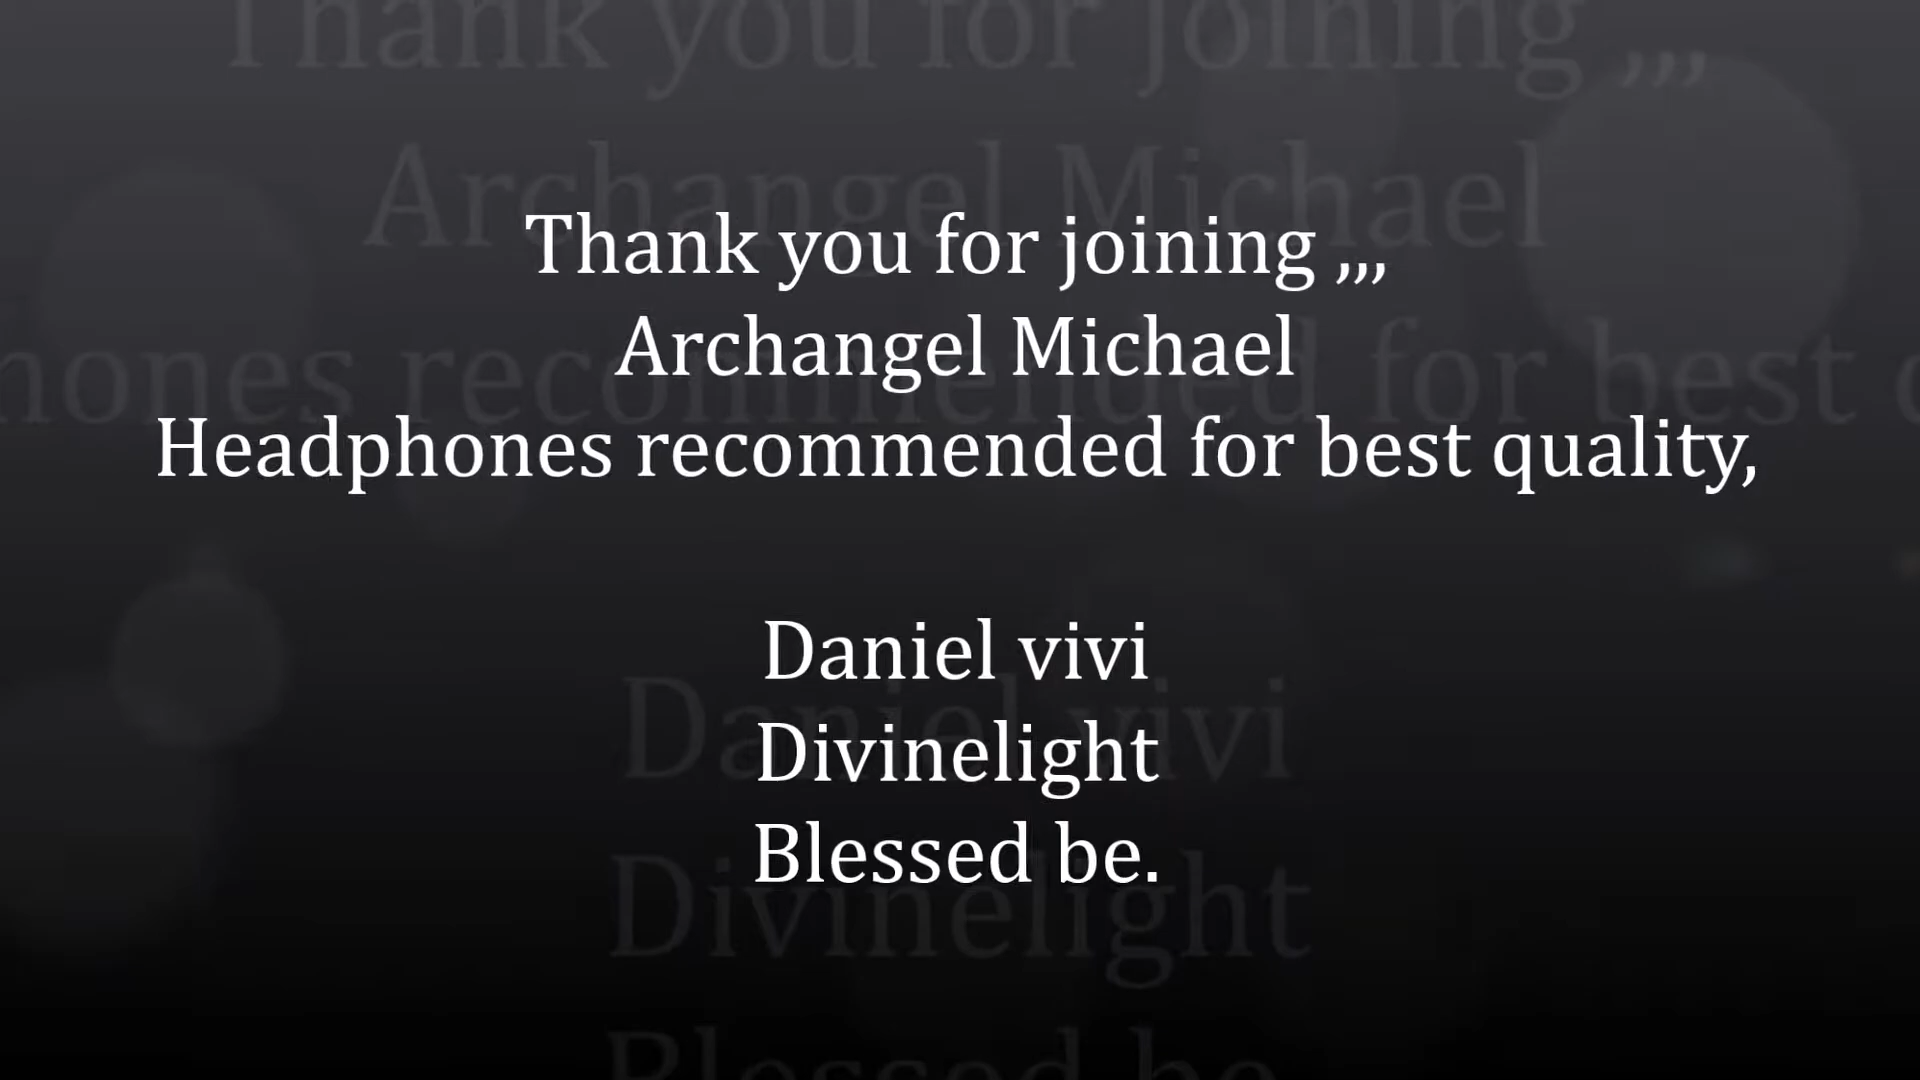 Thank you for joining ,,,
Archangel Michael
Headphones recommended for best quality,
Daniel vivi
Divinelight
Blessed be.